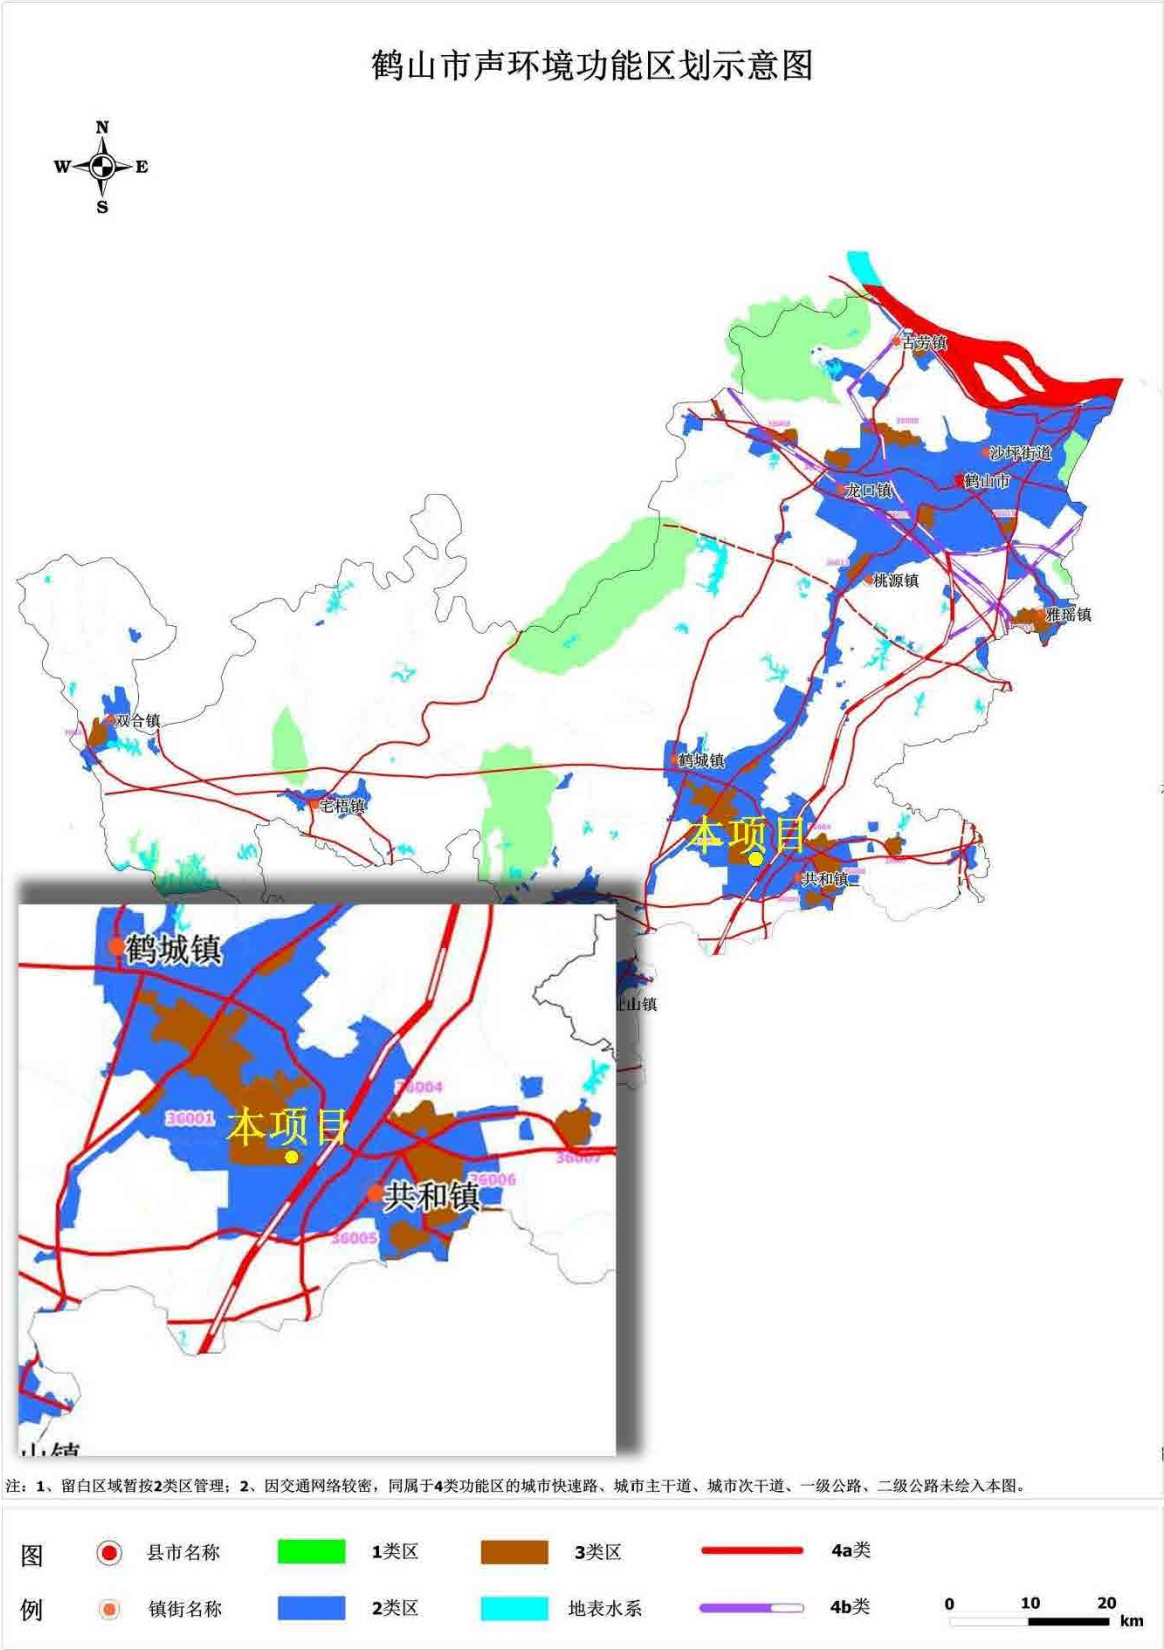 鹤山市声环境功能区划示意图
N
W E
S
古劳镇
36008
沙坪街道
鹤山市
龙口镇
桃源镇
雅瑶镇
双合镇
鹤城镇
宅梧镇
本项目
共和镇
鹤城镇
山镇
36004
36001
本项目
36007
36006
共和镇
36005
山镇
注：1、留白区域暂按2类区管理；2、因交通网络较密，同属于4类功能区的城市快速路、城市主干道、城市次干道、一级公路、二级公路未绘入本图。
图 县市名称 1类区 3类区 4a类
例 镇街名称 2类区 地表水系 4b类
0 10 20
km